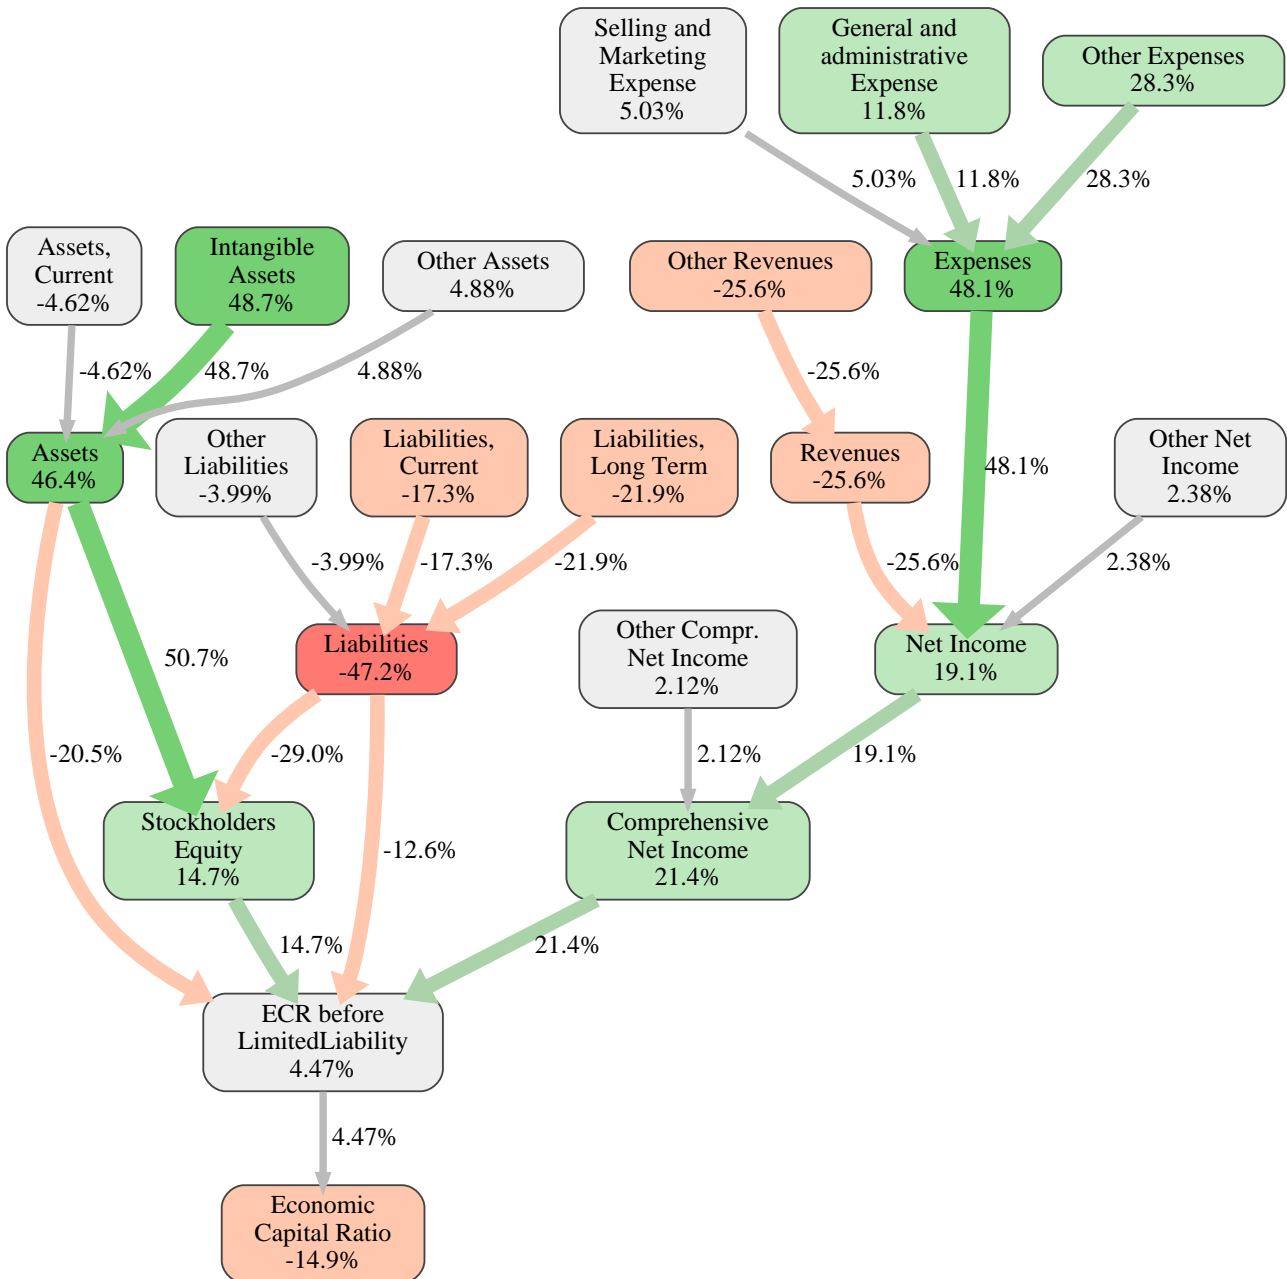 Selling and
Marketing
Expense
5.03%
General and
administrative
Expense
11.8%
Other Expenses
28.3%
5.03%
11.8%
28.3%
Assets,
Current
-4.62%
Intangible
Assets
48.7%
Other Assets
4.88%
Other Revenues
-25.6%
Expenses
48.1%
-4.62%
48.7%
4.88%
-25.6%
Assets
46.4%
Other
Liabilities
-3.99%
Liabilities,
Current
-17.3%
Liabilities,
Long Term
-21.9%
Revenues
-25.6%
48.1%
Other Net
Income
2.38%
-3.99%
-17.3%
-21.9%
-25.6%
2.38%
50.7%
Liabilities
-47.2%
Other Compr.
Net Income
2.12%
Net Income
19.1%
-20.5%
-29.0%
2.12%
19.1%
Stockholders
Equity
14.7%
-12.6%
Comprehensive
Net Income
21.4%
14.7%
21.4%
ECR before
LimitedLiability
4.47%
4.47%
Economic
Capital Ratio
-14.9%